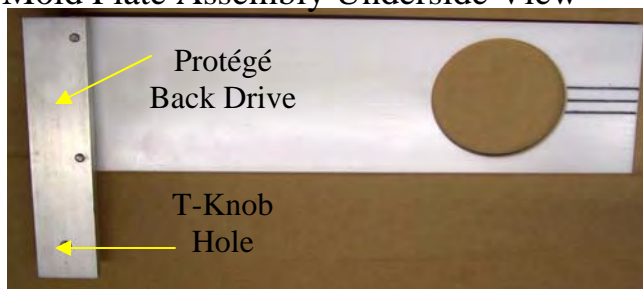 Mold Plate Assembly Underside View
Protégé
Back Drive
T-Knob
Hole